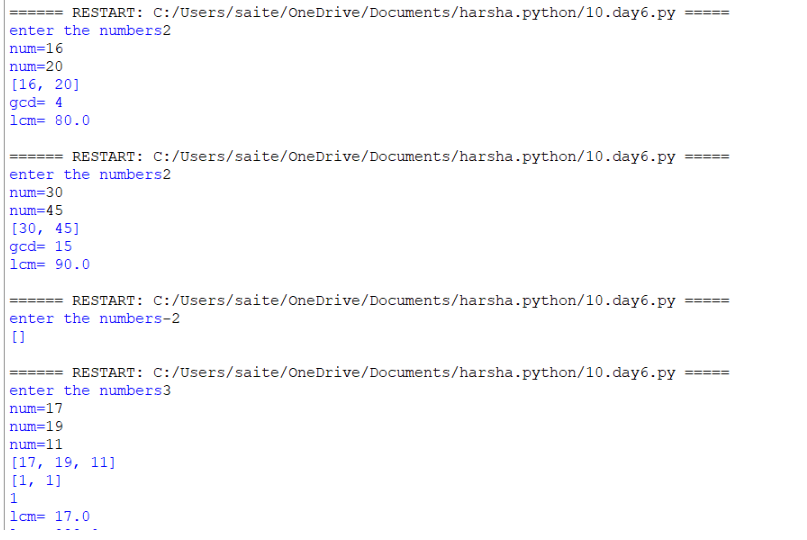 ====== RESTART: C:/Users/saite/OneDrive/Documents/harsha.python/10.day6.py =====
enter the numbers2
num=16
num=20
[16, 20]
gcd= 4
lcm= 80.0
====== RESTART: C:/Users/saite/OneDrive/Documents/harsha.python/10.day6.py =====
enter the numbers2
num=30
num=45
[30, 45]
gcd= 15
lcm= 90.0
====== RESTART: C:/Users/saite/OneDrive/Documents/harsha.python/10.day6.py =====
enter the numbers-2
[]
====== RESTART: C:/Users/saite/OneDrive/Documents/harsha.python/10.day6.py =====
enter the numbers3
num=17
num=19
num=11
[17, 19, 11]
[1, 1]
1
lcm= 17.0